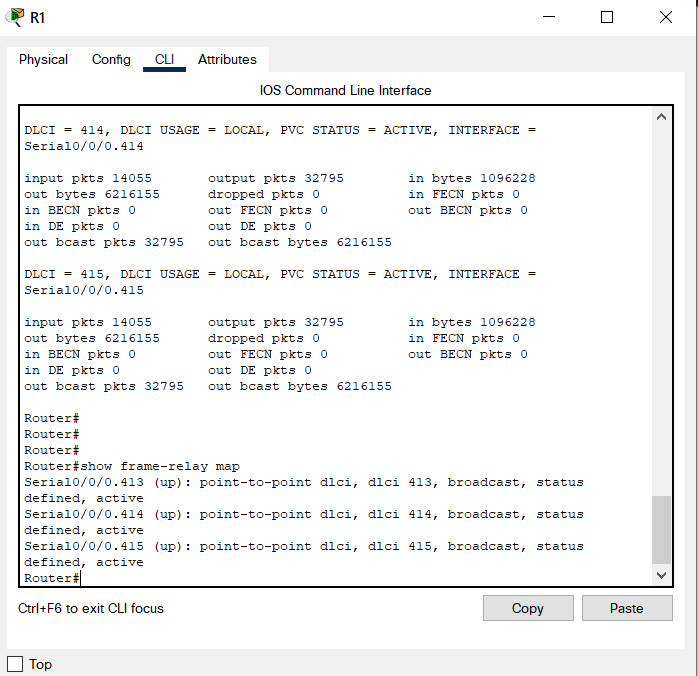 R1
Physical Config CLI Attributes
IOS Command Line Interface
DLCI = 414, DLCI USAGE = LOCAL, PVC STATUS = ACTIVE, INTERFACE =
Serial0/0/0.414
input pkts 14055 output pkts 32795 in bytes 1096228
out bytes 6216155 dropped pkts 0 in FECN pkts 0
in BECN pkts 0 out FECN pkts 0 out BECN pkts 0
in DE pkts 0 out DE pkts 0
out bcast pkts 32795 out bcast bytes 6216155
DLCI = 415, DLCI USAGE = LOCAL, PVC STATUS = ACTIVE, INTERFACE =
Serial0/0/0.415
input pkts 14055 output pkts 32795 in bytes 1096228
out bytes 6216155 dropped pkts 0 in FECN pkts 0
in BECN pkts 0 out FECN pkts 0 out BECN pkts 0
in DE pkts 0 out DE pkts 0
out bcast pkts 32795 out bcast bytes 6216155
Router#
Router#
Router#
Router#show frame-relay map
Serial0/0/0.413 (up): point-to-point dlci, dlci 413, broadcast, status
defined, active
Serial0/0/0.414 (up): point-to-point dlci, dlci 414, broadcast, status
defined, active
Serial0/0/0.415 (up): point-to-point dlci, dlci 415, broadcast, status
defined, active
Router#
Ctrl+F6 to exit CLI focus Copy Paste
Top